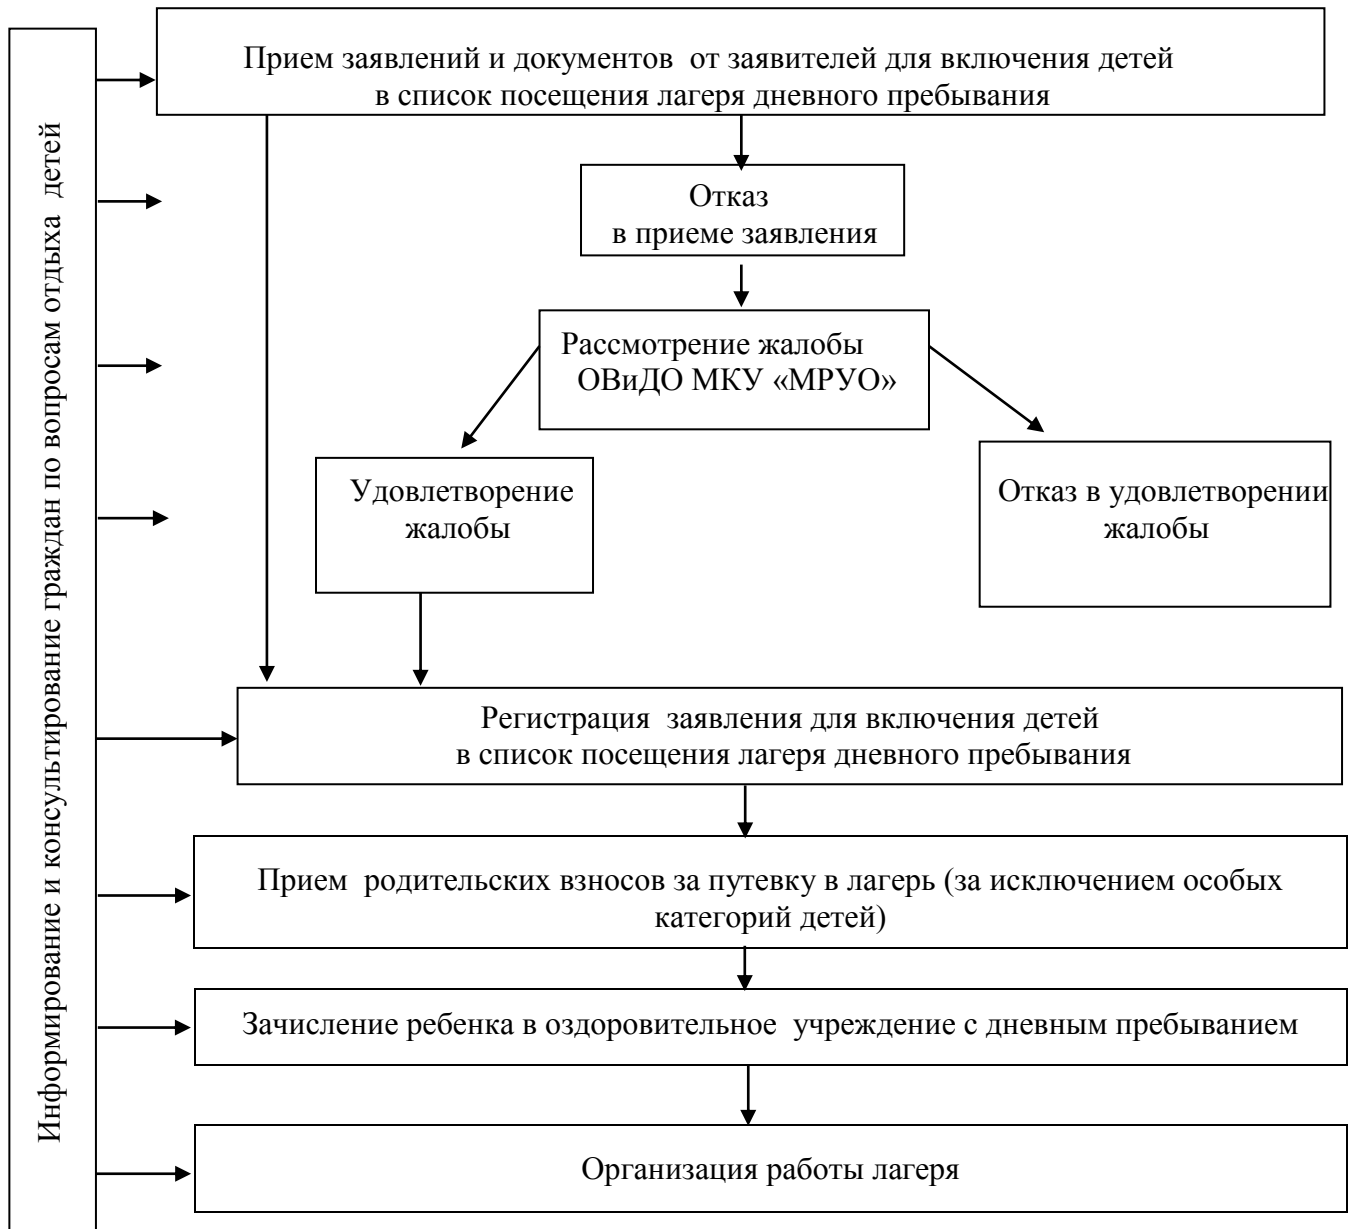 Информирование и консультирование граждан по вопросам отдыха детей
Прием заявлений и документов от заявителей для включения детей
в список посещения лагеря дневного пребывания
Отказ
в приеме заявления
Рассмотрение жалобы
ОВиДО МКУ «МРУО»
Удовлетворение
жалобы
Отказ в удовлетворении
жалобы
Регистрация заявления для включения детей
в список посещения лагеря дневного пребывания
Прием родительских взносов за путевку в лагерь (за исключением особых
категорий детей)
Зачисление ребенка в оздоровительное учреждение с дневным пребыванием
Организация работы лагеря